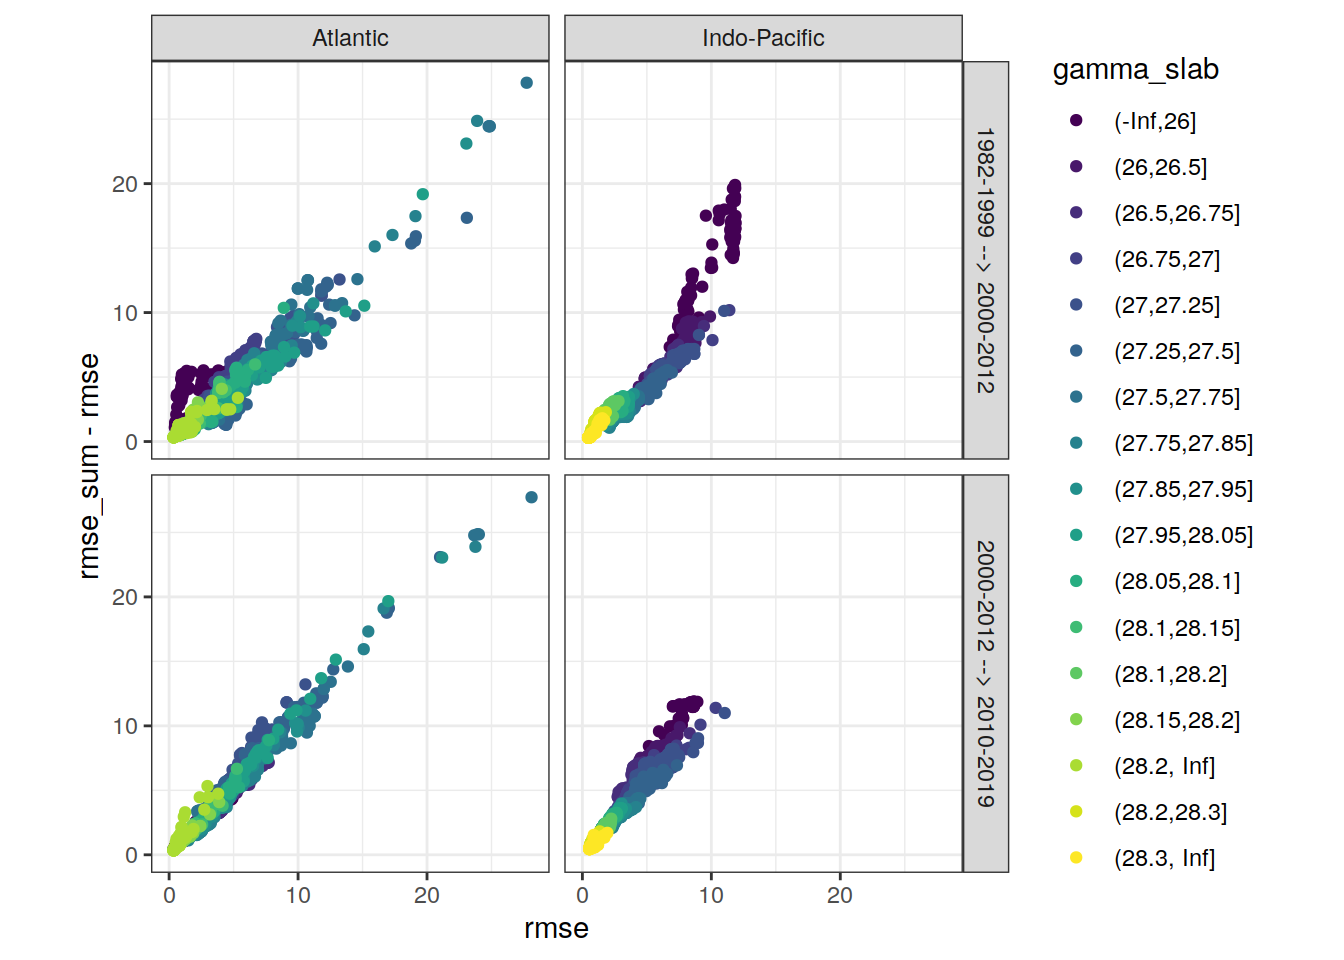 Atlantic
Indo-Pacific
1982-1999 --> 2000-2012
2000-2012 --> 2010-2019
rmse_sum - rmse
20
10
0
20
10
0
0
10
20
0
10
20
rmse
gamma_slab
(-Inf,26]
(26,26.5]
(26.5,26.75]
(26.75,27]
(27,27.25]
(27.25,27.5]
(27.5,27.75]
(27.75,27.85]
(27.85,27.95]
(27.95,28.05]
(28.05,28.1]
(28.1,28.15]
(28.1,28.2]
(28.15,28.2]
(28.2, Inf]
(28.2,28.3]
(28.3, Inf]